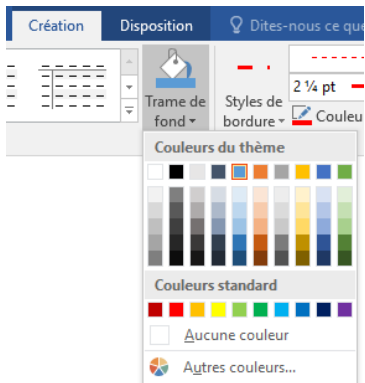 Création Disposition Dites-nous ce que
Trame de fond
Styles de bordure
2 ¼ pt
Couleu
Couleurs du thème
Couleurs standard
Aucune couleur
Autres couleurs...